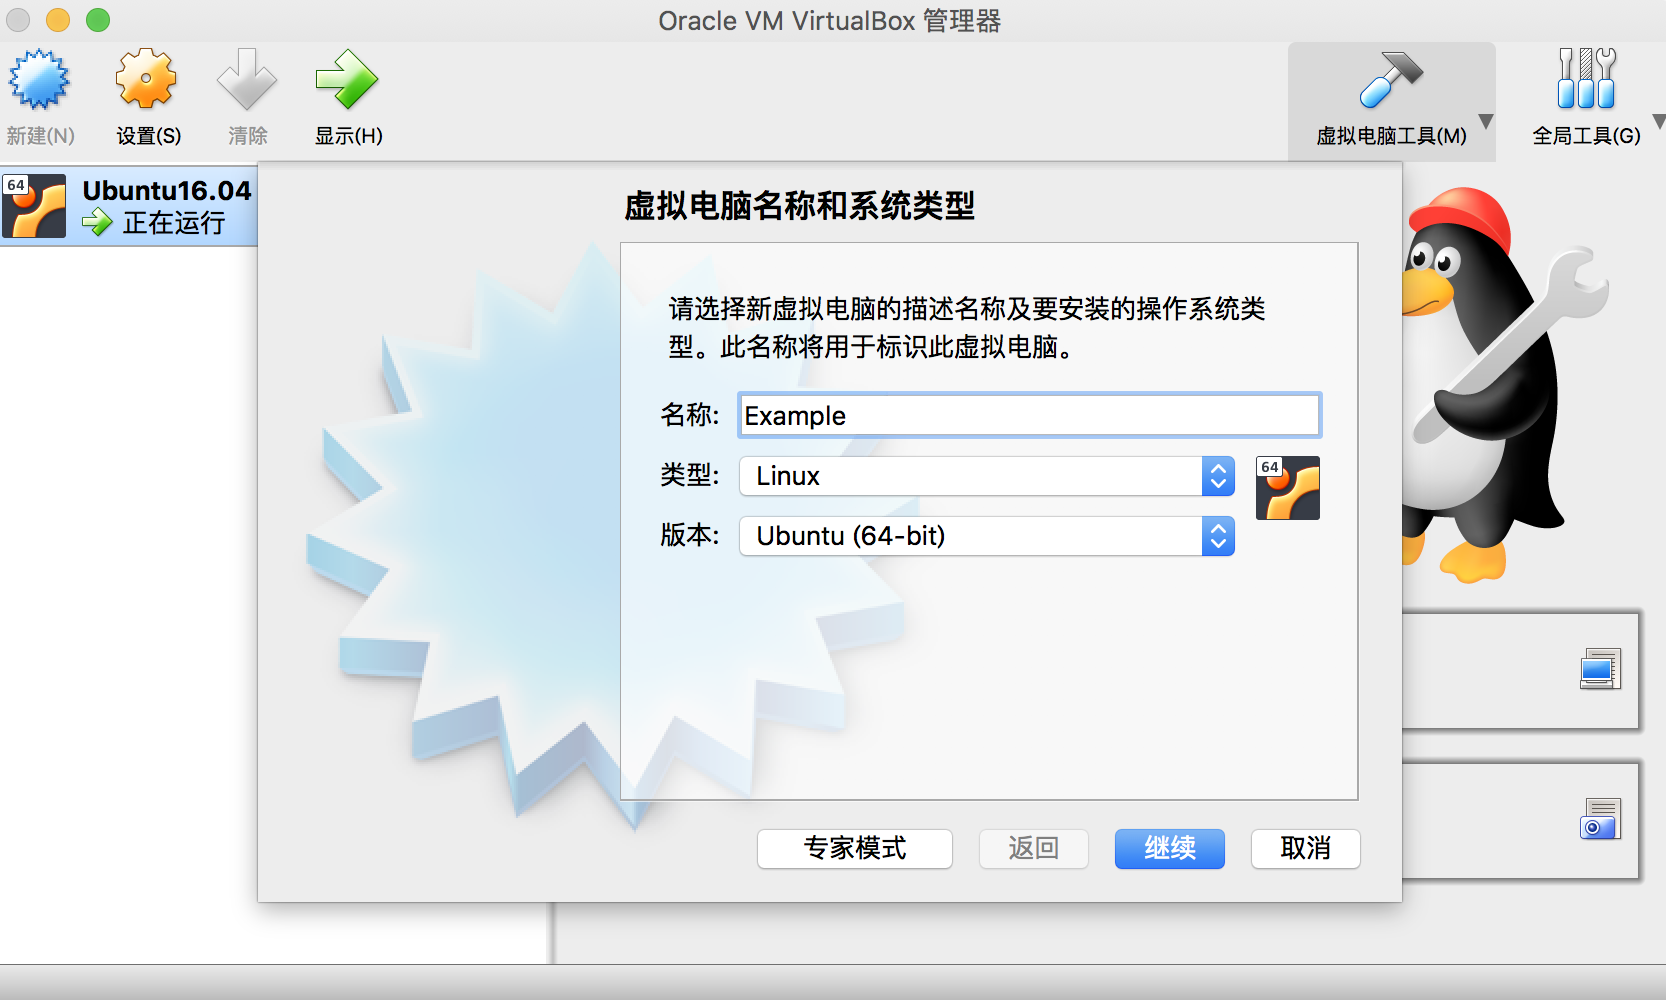 Oracle VM VirtualBox 管理器
新建(N)
设置(S)
清除
显示(H)
虚拟电脑工具(M)
全局工具(G)
64
Ubuntu16.04
正在运行
虚拟电脑名称和系统类型
请选择新虚拟电脑的描述名称及要安装的操作系统类
型。此名称将用于标识此虚拟电脑。
名称: Example
类型: Linux
64
版本: Ubuntu (64-bit)
专家模式
返回
继续
取消